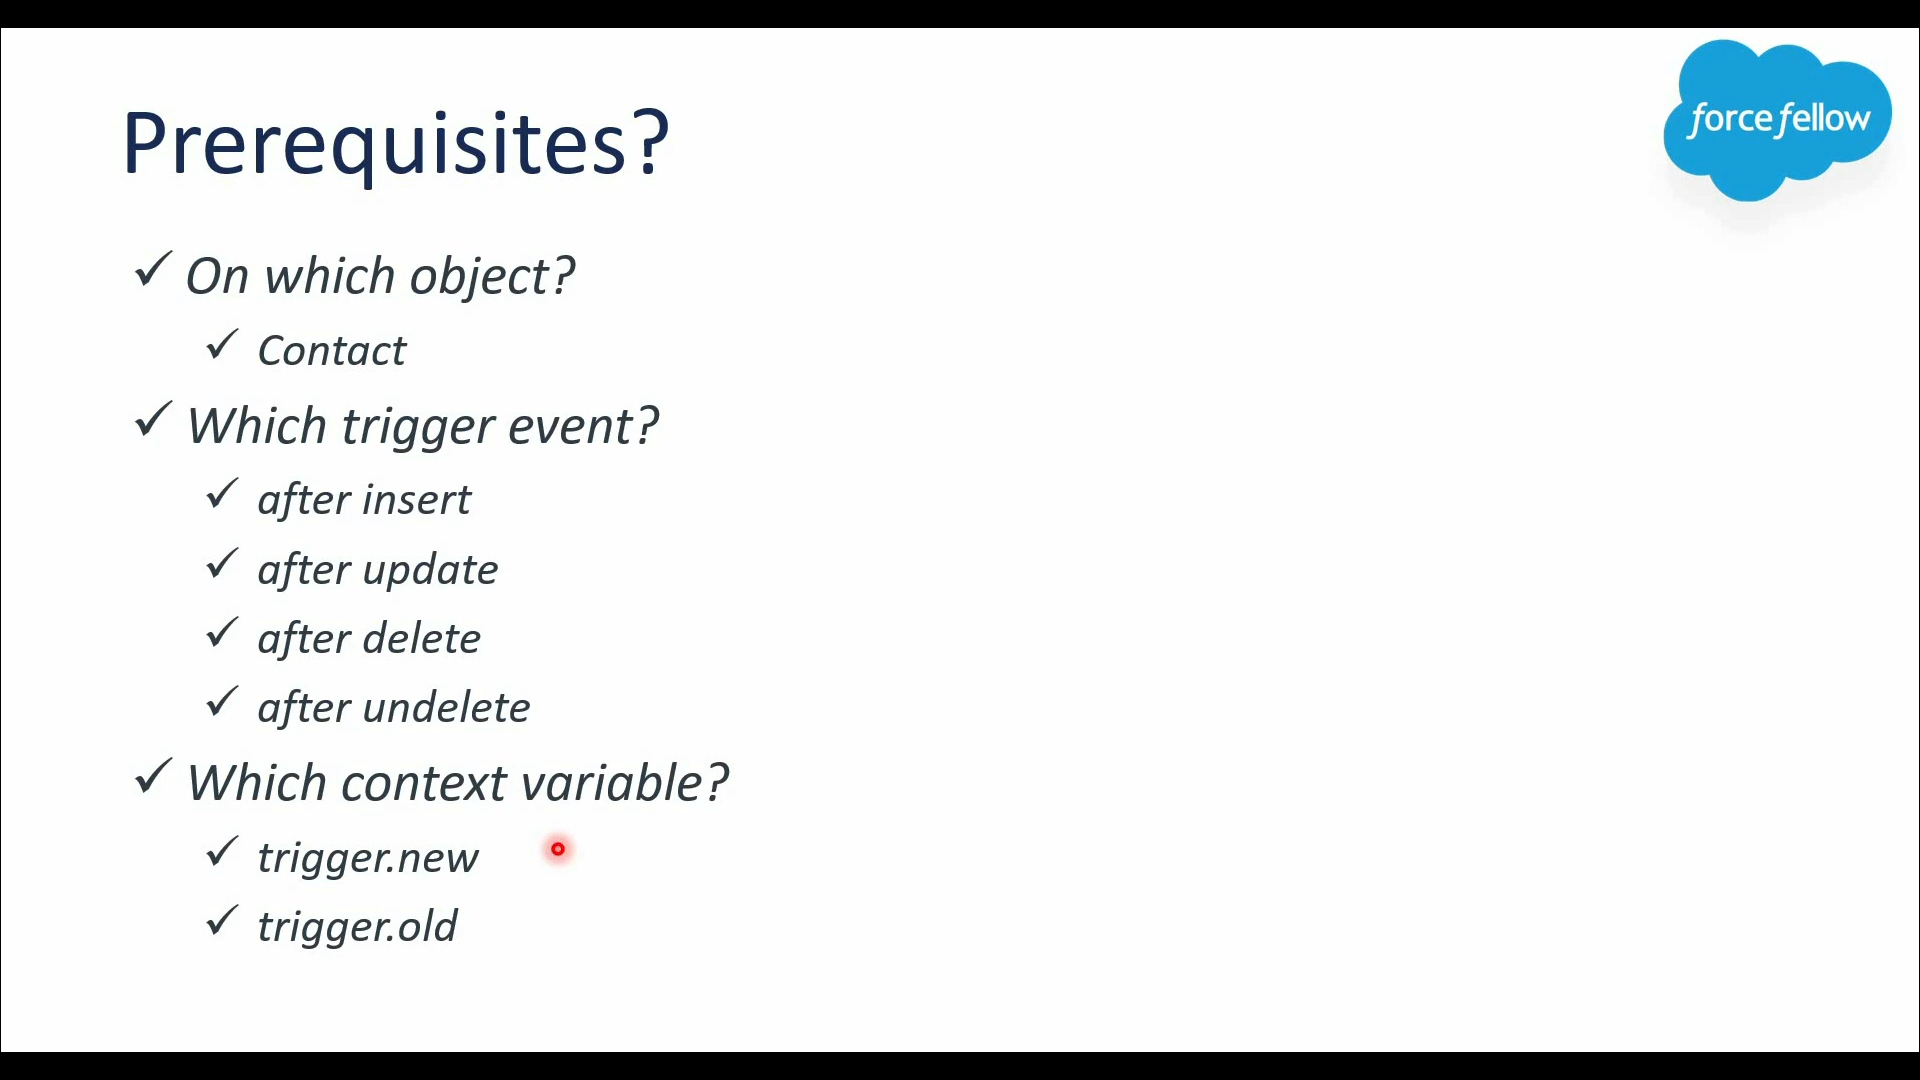 force fellow
Prerequisites?
On which object?
Contact
Which trigger event?
after insert
after update
after delete
after undelete
Which context variable?
trigger.new
trigger.old